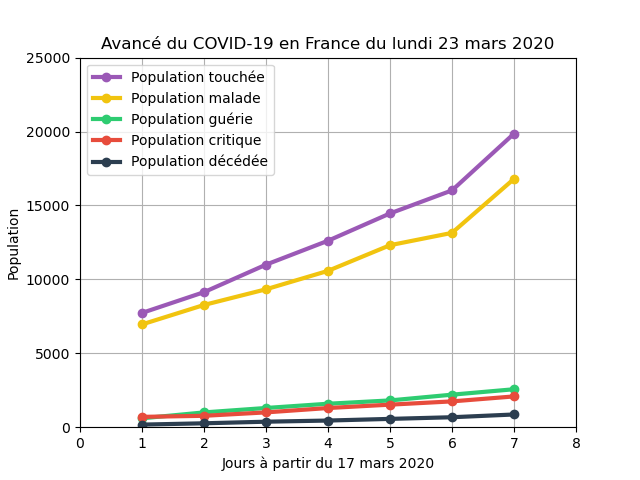 Avancé du COVID-19 en France du lundi 23 mars 2020
25000
20000
15000
10000
5000
0
Population
Population touchée
Population malade
Population guérie
Population critique
Population décédée
0 1 2 3 4 5 6 7 8
Jours à partir du 17 mars 2020